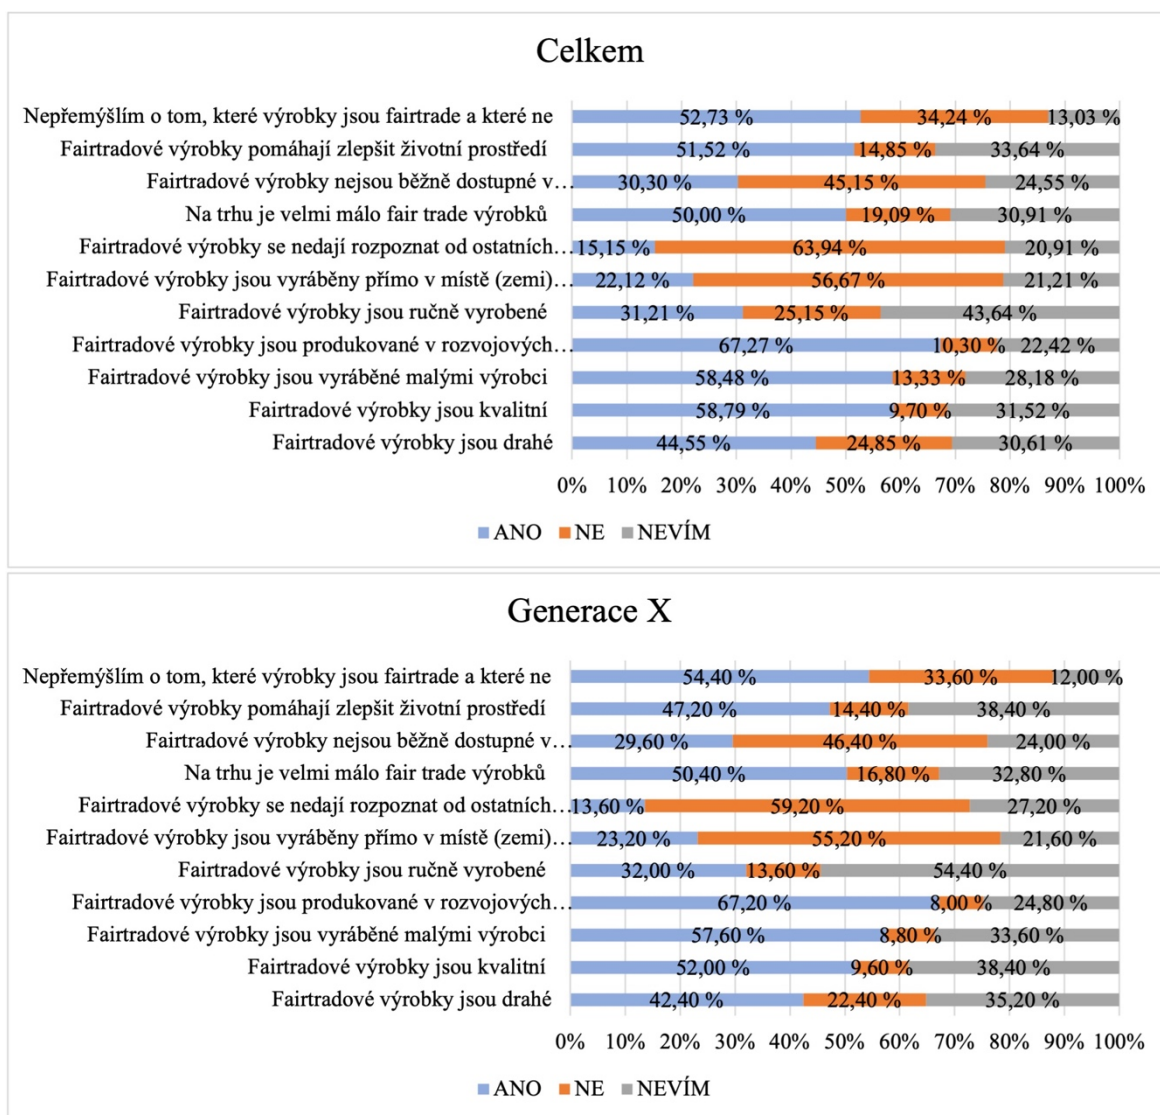 Celkem
Nepřemýšlím o tom, které výrobky jsou fairtrade a které ne 52,73 % 34,24 % 13,03 %
Fairtradové výrobky pomáhají zlepšit životní prostředí 51,52 % 14,85 % 33,64 %
Fairtradové výrobky nejsou běžně dostupné v… 30,30 % 45,15 % 24,55 %
Na trhu je velmi málo fair trade výrobků 50,00 % 19,09 % 30,91 %
Fairtradové výrobky se nedají rozpoznat od ostatních… 15,15 % 63,94 % 20,91 %
Fairtradové výrobky jsou vyráběny přímo v místě (zemi)… 22,12 % 56,67 % 21,21 %
Fairtradové výrobky jsou ručně vyrobené 31,21 % 25,15 % 43,64 %
Fairtradové výrobky jsou produkované v rozvojových… 67,27 % 10,30 % 22,42 %
Fairtradové výrobky jsou vyráběné malými výrobci 58,48 % 13,33 % 28,18 %
Fairtradové výrobky jsou kvalitní 58,79 % 9,70 % 31,52 %
Fairtradové výrobky jsou drahé 44,55 % 24,85 % 30,61 %
0% 10% 20% 30% 40% 50% 60% 70% 80% 90% 100%
ANO NE NEVÍM
Generace X
Nepřemýšlím o tom, které výrobky jsou fairtrade a které ne 54,40 % 33,60 % 12,00 %
Fairtradové výrobky pomáhají zlepšit životní prostředí 47,20 % 14,40 % 38,40 %
Fairtradové výrobky nejsou běžně dostupné v… 29,60 % 46,40 % 24,00 %
Na trhu je velmi málo fair trade výrobků 50,40 % 16,80 % 32,80 %
Fairtradové výrobky se nedají rozpoznat od ostatních… 13,60 % 59,20 % 27,20 %
Fairtradové výrobky jsou vyráběny přímo v místě (zemi)… 23,20 % 55,20 % 21,60 %
Fairtradové výrobky jsou ručně vyrobené 32,00 % 13,60 % 54,40 %
Fairtradové výrobky jsou produkované v rozvojových… 67,20 % 8,00 % 24,80 %
Fairtradové výrobky jsou vyráběné malými výrobci 57,60 % 8,80 % 33,60 %
Fairtradové výrobky jsou kvalitní 52,00 % 9,60 % 38,40 %
Fairtradové výrobky jsou drahé 42,40 % 22,40 % 35,20 %
0% 10% 20% 30% 40% 50% 60% 70% 80% 90% 100%
ANO NE NEVÍM